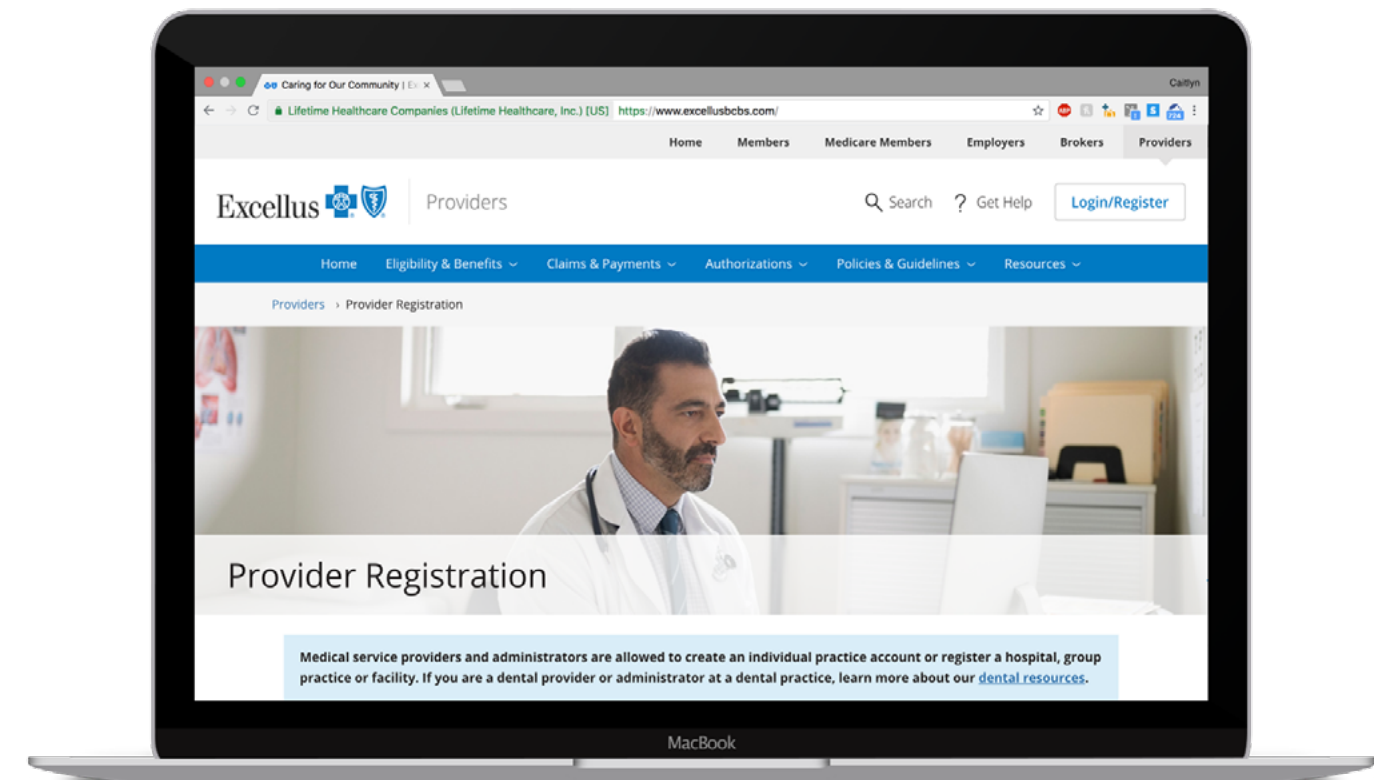 Caring for Our Community | Ex
Caitlyn
Lifetime Healthcare Companies (Lifetime Healthcare, Inc.) [US] https://www.excellusbcbs.com/
Home Members Medicare Members Employers Brokers Providers
Excellus Providers Search ? Get Help Login/Register
Home Eligibility & Benefits Claims & Payments Authorizations Policies & Guidelines Resources
Providers › Provider Registration
Provider Registration
Medical service providers and administrators are allowed to create an individual practice account or register a hospital, group
practice or facility. If you are a dental provider or administrator at a dental practice, learn more about our dental resources.
MacBook